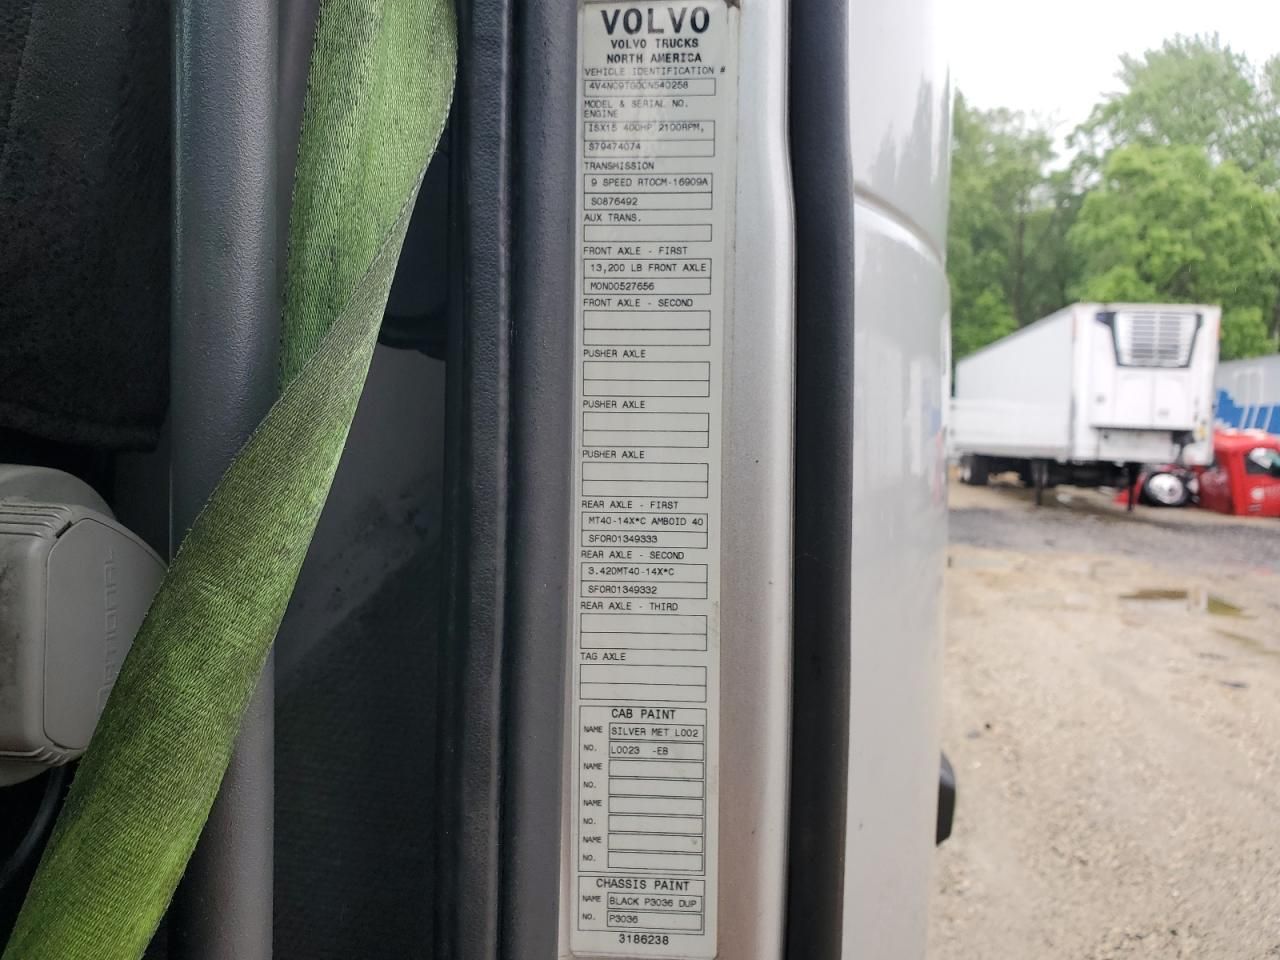 VOLVO
VOLVO TRUCKS
NORTH AMERICA
VEHICLE IDENTIFICATION #
4V4NC9TG0CN540258
MODEL & SERIAL NO.
ENGINE
ISX15 400HP 2100RPM,
S79474074
TRANSMISSION
9 SPEED RTOCM-16909A
S0876492
AUX TRANS.
FRONT AXLE - FIRST
13,200 LB FRONT AXLE
MON00527656
FRONT AXLE - SECOND
PUSHER AXLE
PUSHER AXLE
PUSHER AXLE
REAR AXLE - FIRST
MT40-14X*C AMBOID 40
SFOR01349333
REAR AXLE - SECOND
3.420MT40-14X*C
SFOR01349332
REAR AXLE - THIRD
TAG AXLE
CAB PAINT
NAME SILVER MET L002
NO. L0023 -EB
NAME
NO.
NAME
NO.
NAME
NO.
CHASSIS PAINT
NAME BLACK P3036 DUP
NO. P3036
3186238
NATIONAL